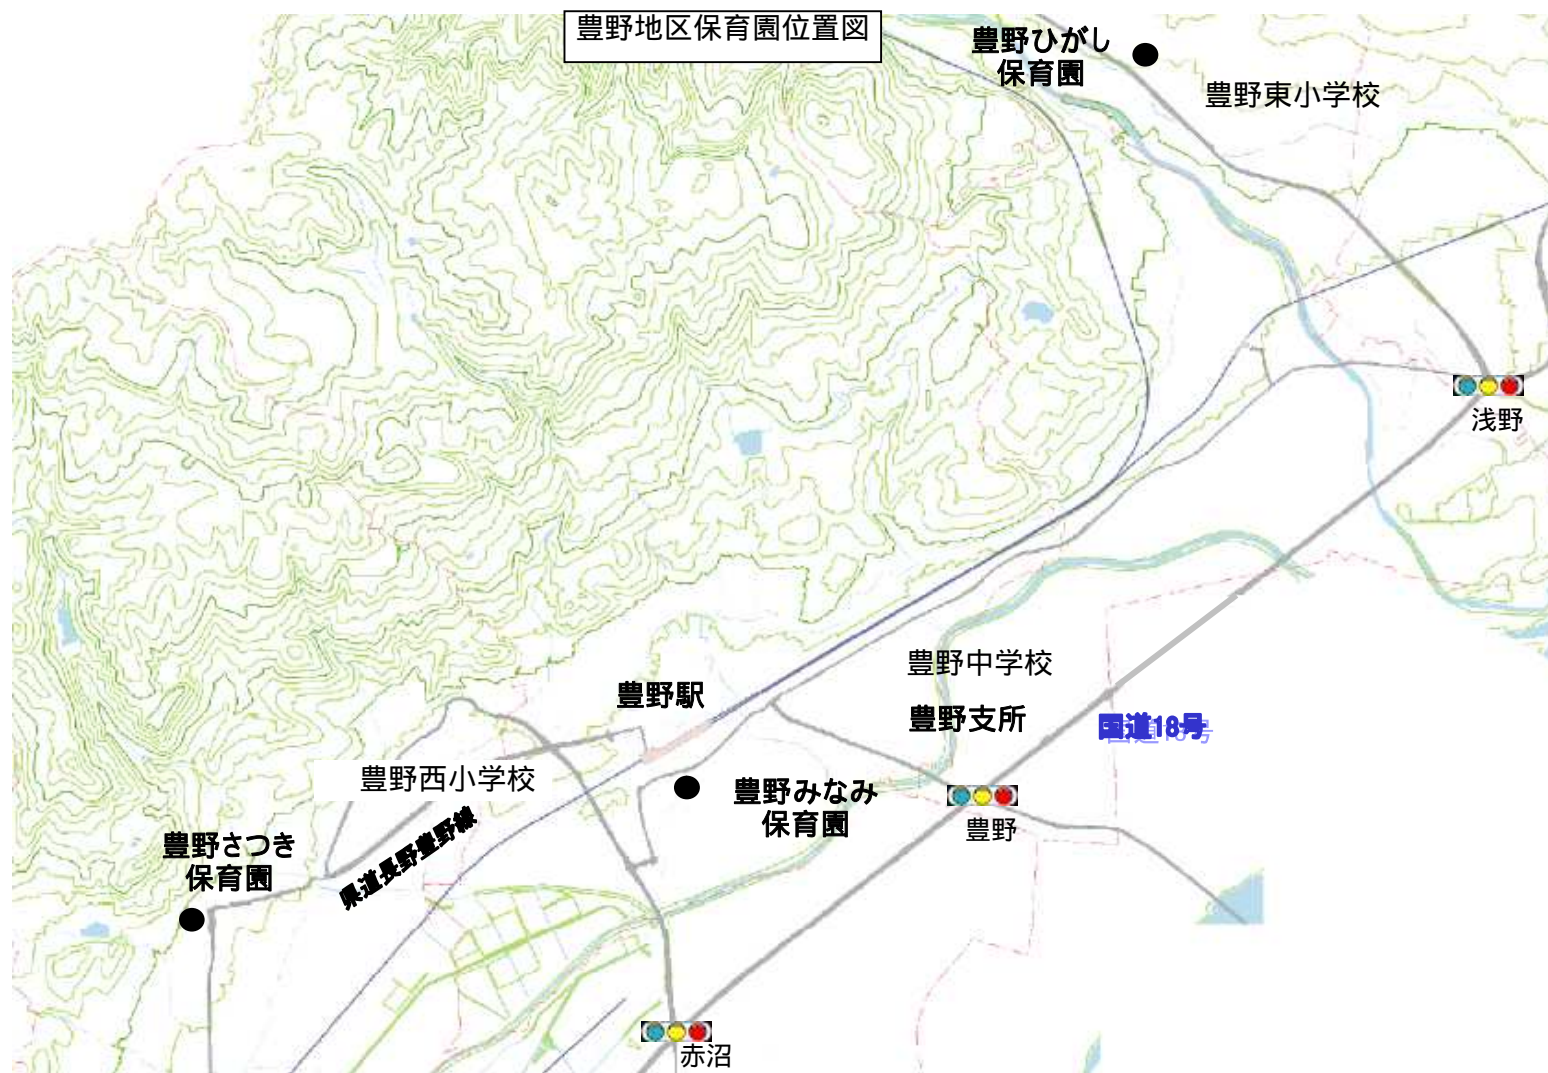 豊野地区保育園位置図
豊野ひがし
保育園
豊野東小学校
浅野
豊野中学校
豊野駅
豊野支所
国道18号
豊野西小学校
豊野みなみ
保育園
豊野
豊野さつき
保育園
県道長野豊野線
赤沼